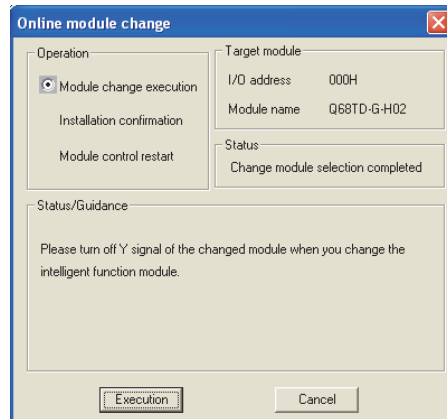 Online module change
Operation
Module change execution
Installation confirmation
Module control restart
Target module
I/O address 000H
Module name Q68TD-G-H02
Status
Change module selection completed
Status/Guidance
Please turn off Y signal of the changed module when you change the
intelligent function module.
Execution
Cancel